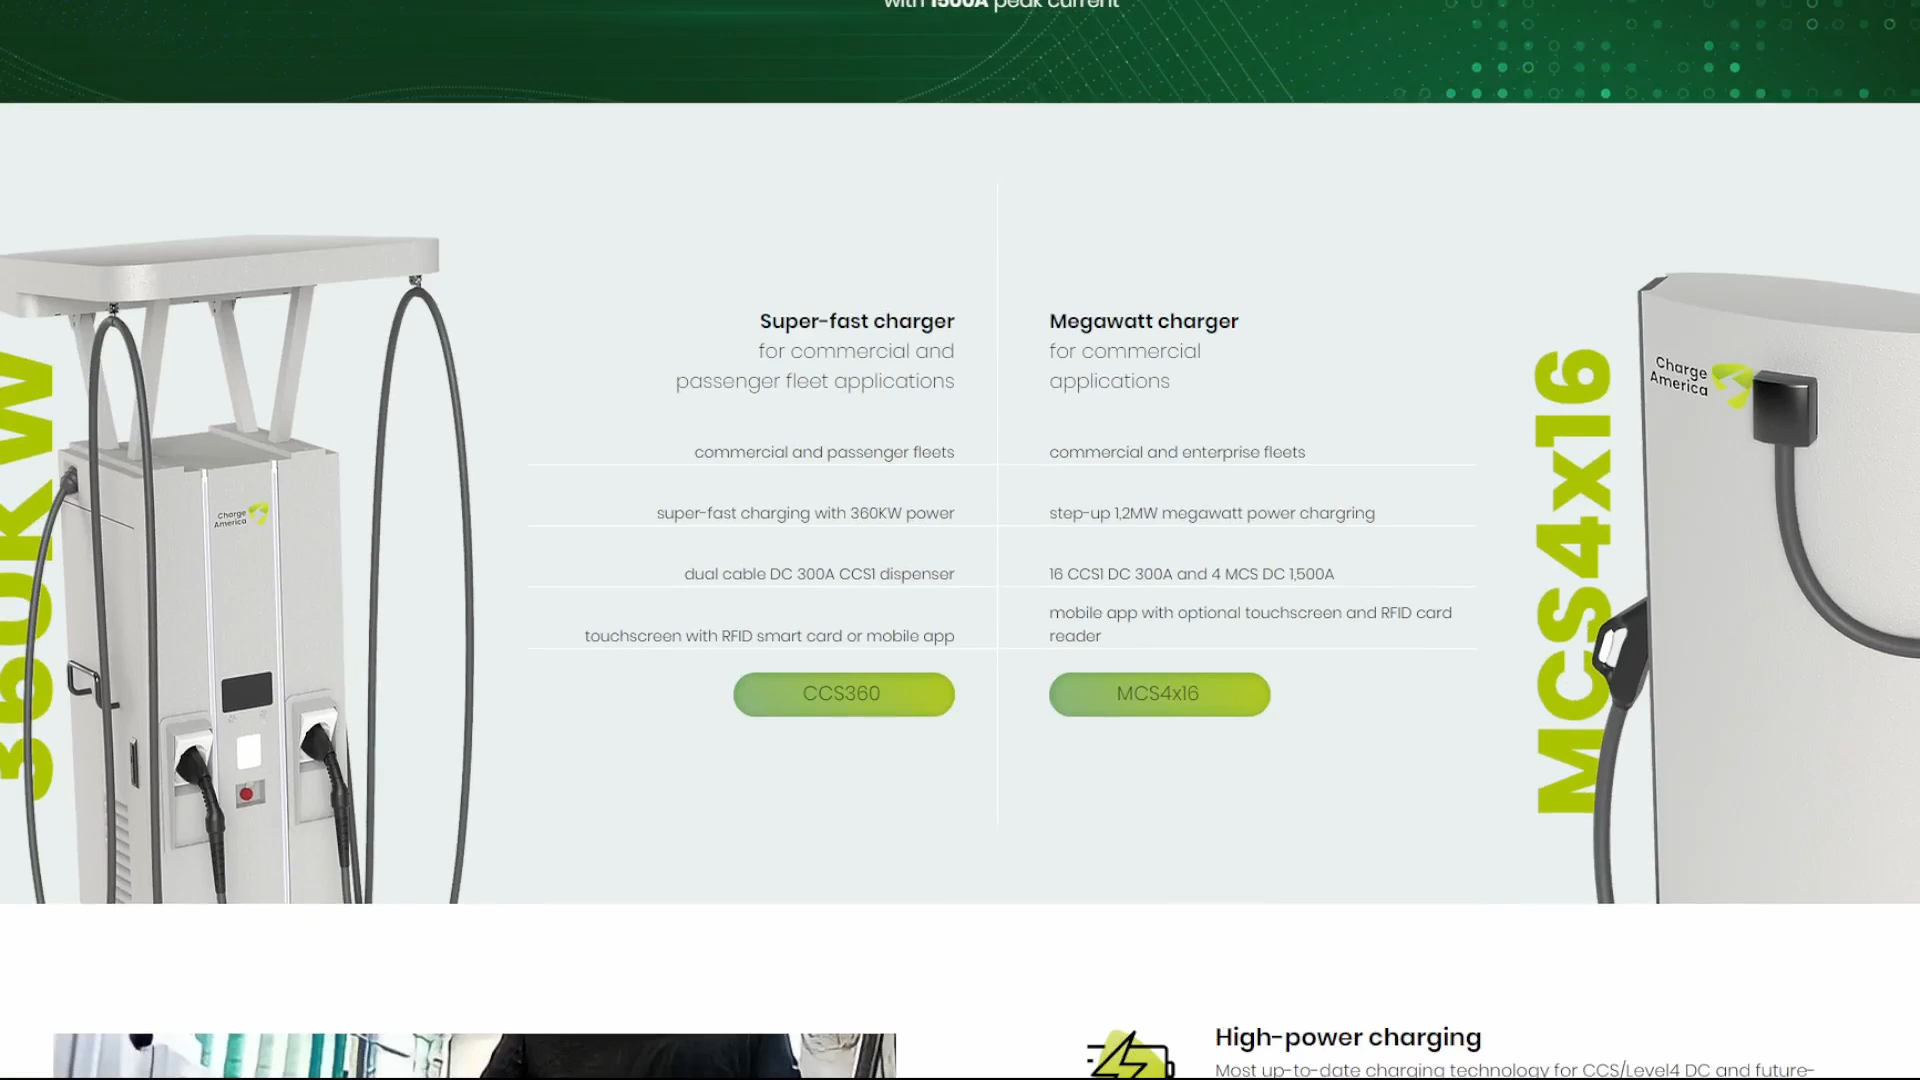 with 1500A peak current
360KW
Charge
America
Super-fast charger
for commercial and
passenger fleet applications
commercial and passenger fleets
super-fast charging with 360KW power
dual cable DC 300A CCS1 dispenser
touchscreen with RFID smart card or mobile app
CCS360
Megawatt charger
for commercial
applications
commercial and enterprise fleets
step-up 1,2MW megawatt power chargring
16 CCS1 DC 300A and 4 MCS DC 1,500A
mobile app with optional touchscreen and RFID card
reader
MCS4x16
MCS4x16
Charge
America
High-power charging
Most up-to-date charging technology for CCS/Level4 DC and future-